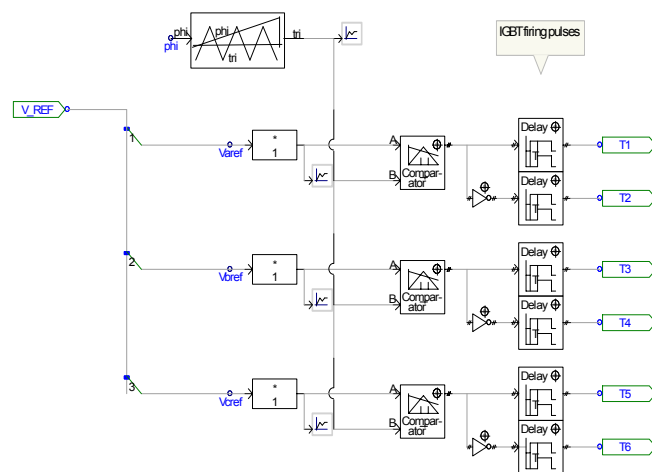 phi
phi
phi
tri
tri
IGBT firing pulses
V_REF
1
Varef
*
1
A
B
Compar-
ator
Delay
T
T1
Delay
T
T2
2
Vbref
*
1
A
B
Compar-
ator
Delay
T
T3
Delay
T
T4
3
Vcref
*
1
A
B
Compar-
ator
Delay
T
T5
Delay
T
T6